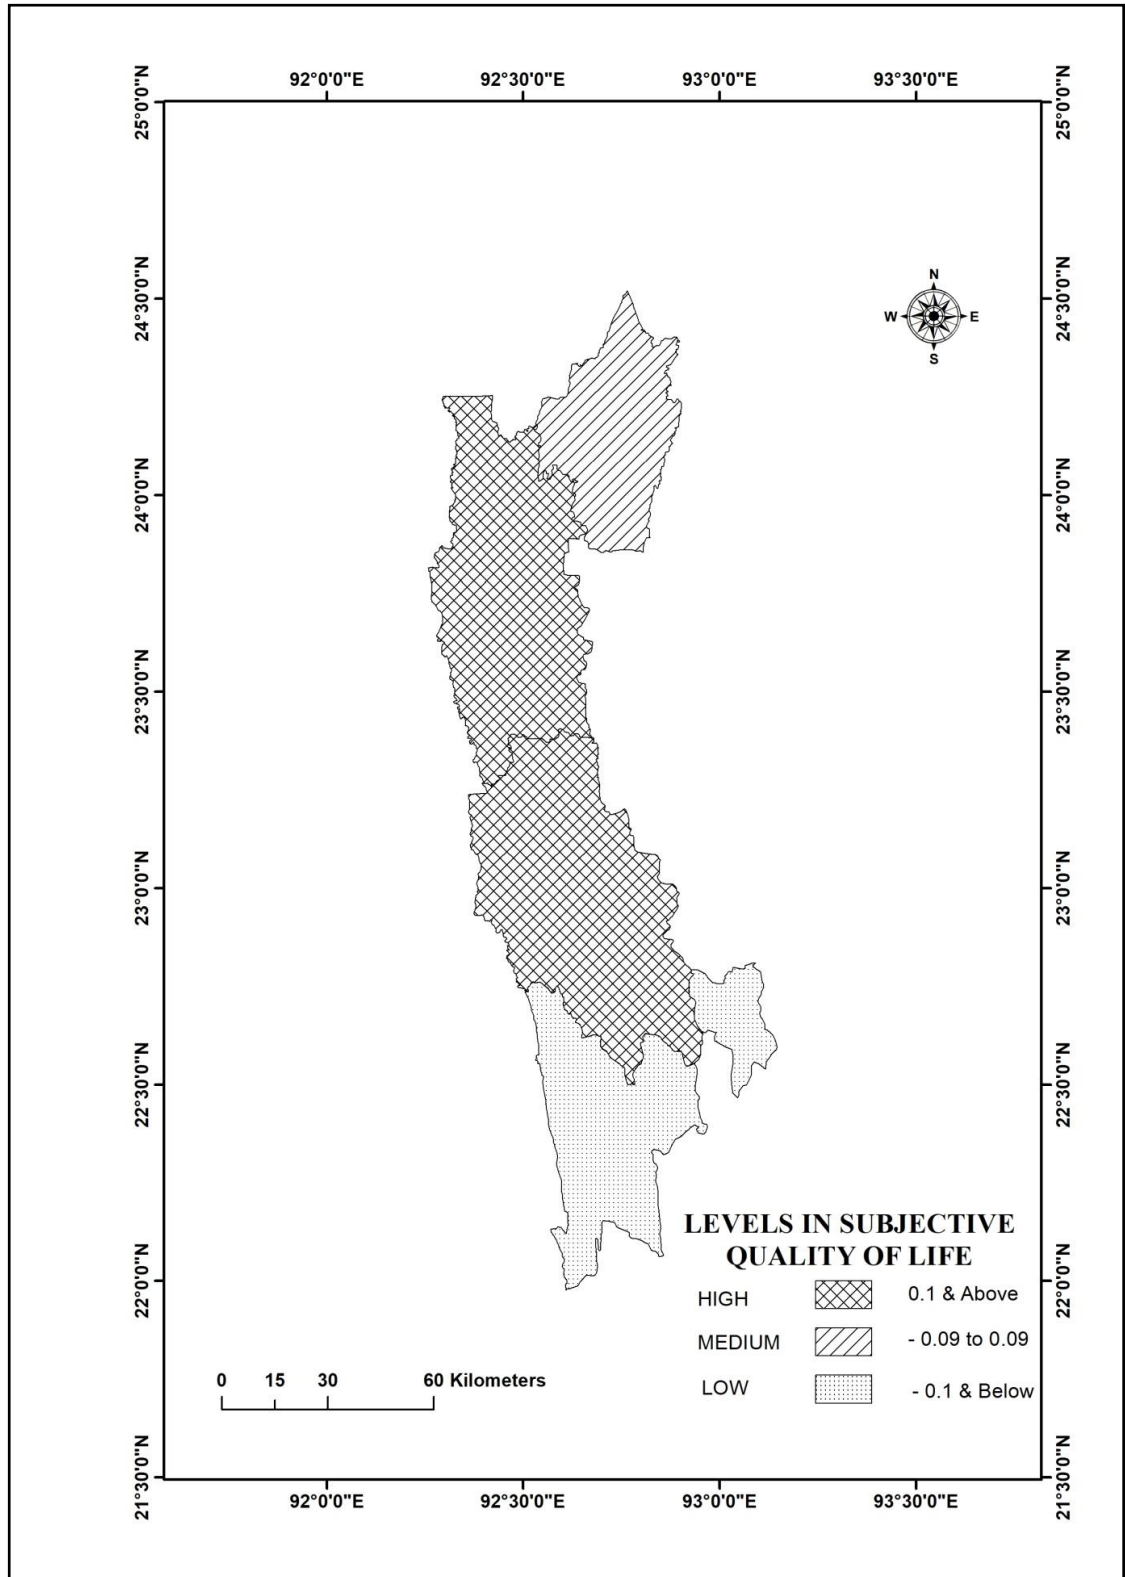 92°0'0"E 92°30'0"E 93°0'0"E 93°30'0"E
25°0'0"N 25°0'0"N
N
24°30'0"N W E 24°30'0"N
S
24°0'0"N 24°0'0"N
23°30'0"N 23°30'0"N
23°0'0"N 23°0'0"N
22°30'0"N 22°30'0"N
LEVELS IN SUBJECTIVE
QUALITY OF LIFE
22°0'0"N 22°0'0"N
HIGH 0.1 & Above
MEDIUM - 0.09 to 0.09
LOW - 0.1 & Below
0 15 30 60 Kilometers
21°30'0"N 21°30'0"N
92°0'0"E 92°30'0"E 93°0'0"E 93°30'0"E